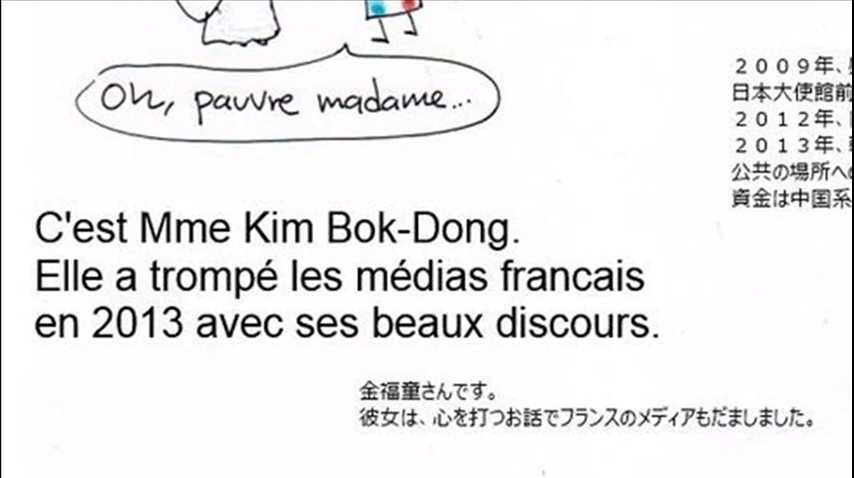 Oh, pauvre madame...
C'est Mme Kim Bok-Dong.
Elle a trompé les médias francais
en 2013 avec ses beaux discours.
金福童さんです。
彼女は、心を打つお話でフランスのメディアもだましました。
２００９年、
日本大使館前
２０１２年、
２０１３年、
公共の場所へ
資金は中国系